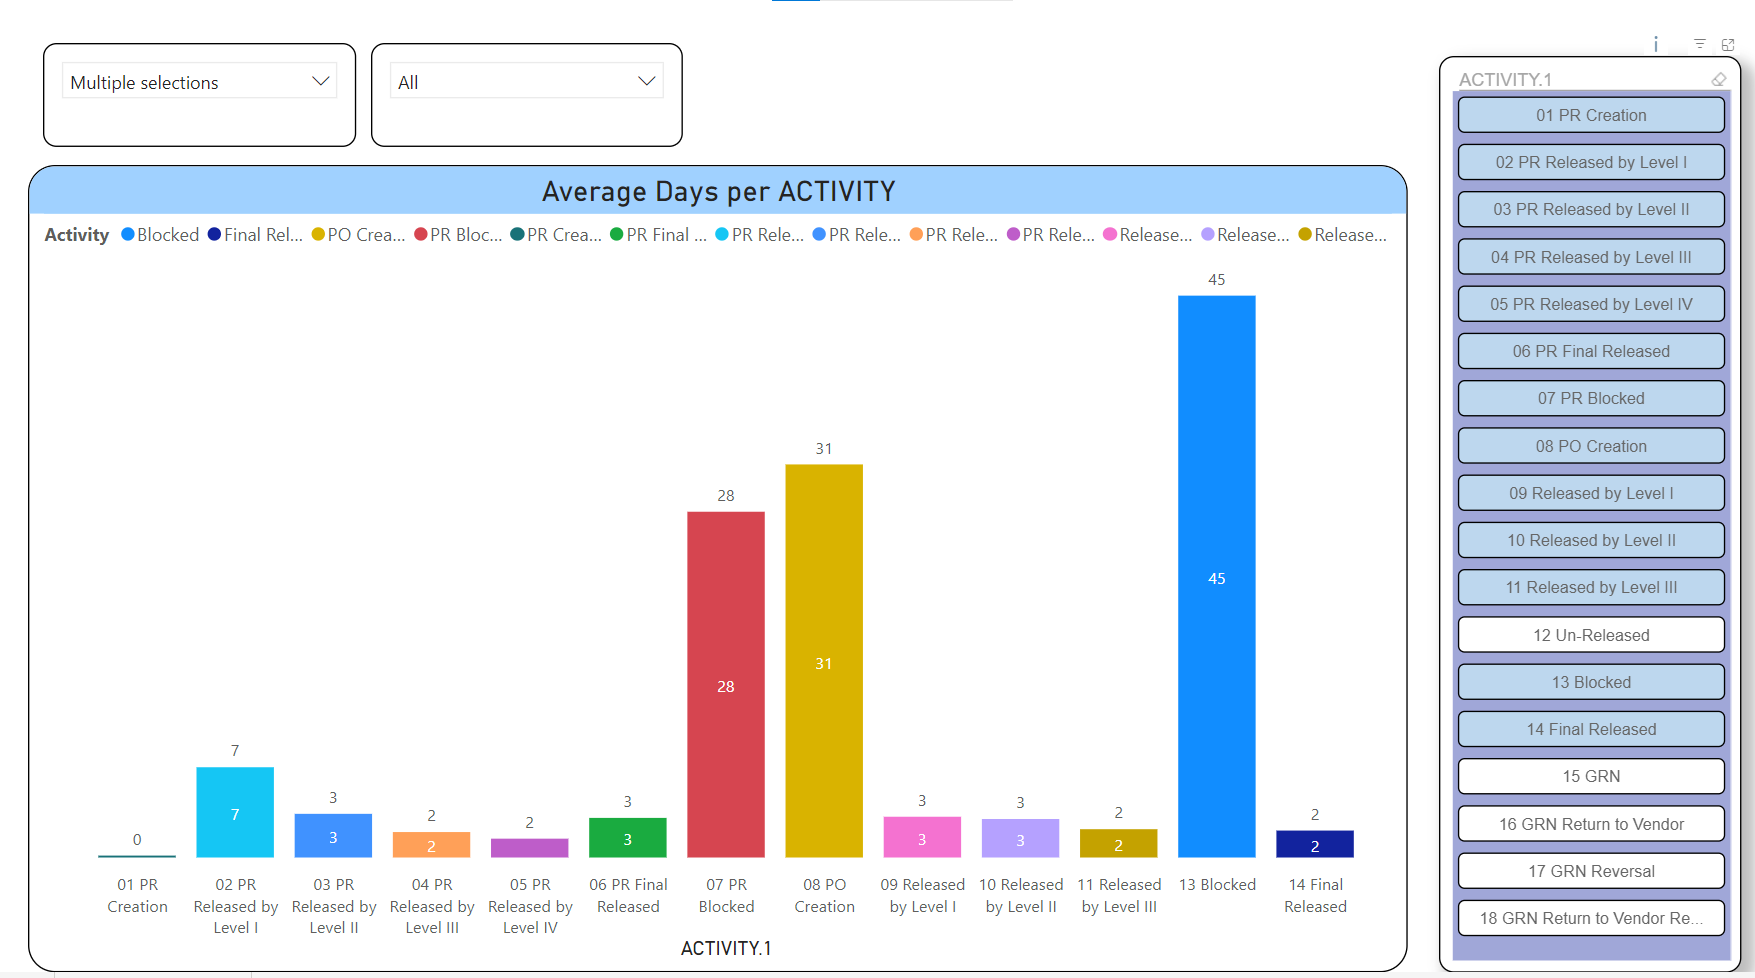 Multiple selections
All
Average Days per ACTIVITY
Activity Blocked Final Rel... PO Crea... PR Bloc... PR Crea... PR Final ... PR Rele... PR Rele... PR Rele... PR Rele... Release... Release... Release...
45
31
28
45
31
28
7
7
3
3
2
2
2
3
3
0
3
3
3
3
2
2
2
2
01 PR Creation
02 PR Released by Level I
03 PR Released by Level II
04 PR Released by Level III
05 PR Released by Level IV
06 PR Final Released
07 PR Blocked
08 PO Creation
09 Released by Level I
10 Released by Level II
11 Released by Level III
13 Blocked
14 Final Released
ACTIVITY.1
ACTIVITY.1
01 PR Creation
02 PR Released by Level I
03 PR Released by Level II
04 PR Released by Level III
05 PR Released by Level IV
06 PR Final Released
07 PR Blocked
08 PO Creation
09 Released by Level I
10 Released by Level II
11 Released by Level III
12 Un-Released
13 Blocked
14 Final Released
15 GRN
16 GRN Return to Vendor
17 GRN Reversal
18 GRN Return to Vendor Re...